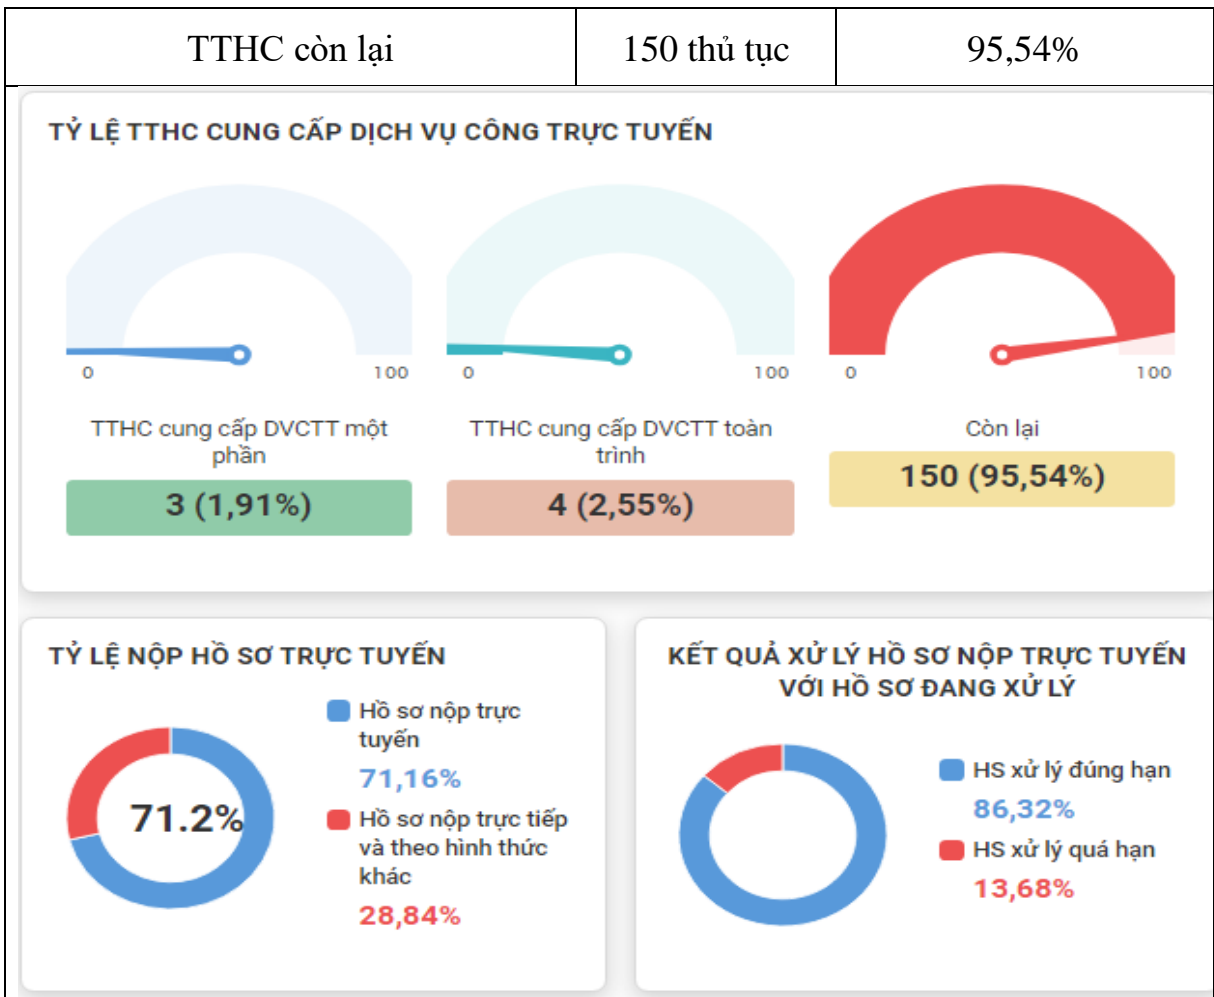 TTHC còn lại 150 thủ tục 95,54%
TỶ LỆ TTHC CUNG CẤP DỊCH VỤ CÔNG TRỰC TUYẾN
0 100 0 100 0 100
TTHC cung cấp DVCTT một
phần
3 (1,91%)
TTHC cung cấp DVCTT toàn
trình
4 (2,55%)
Còn lại
150 (95,54%)
TỶ LỆ NỘP HỒ SƠ TRỰC TUYẾN
71.2%
Hồ sơ nộp trực
tuyến
71,16%
Hồ sơ nộp trực tiếp
và theo hình thức
khác
28,84%
KẾT QUẢ XỬ LÝ HỒ SƠ NỘP TRỰC TUYẾN
VỚI HỒ SƠ ĐANG XỬ LÝ
HS xử lý đúng hạn
86,32%
HS xử lý quá hạn
13,68%